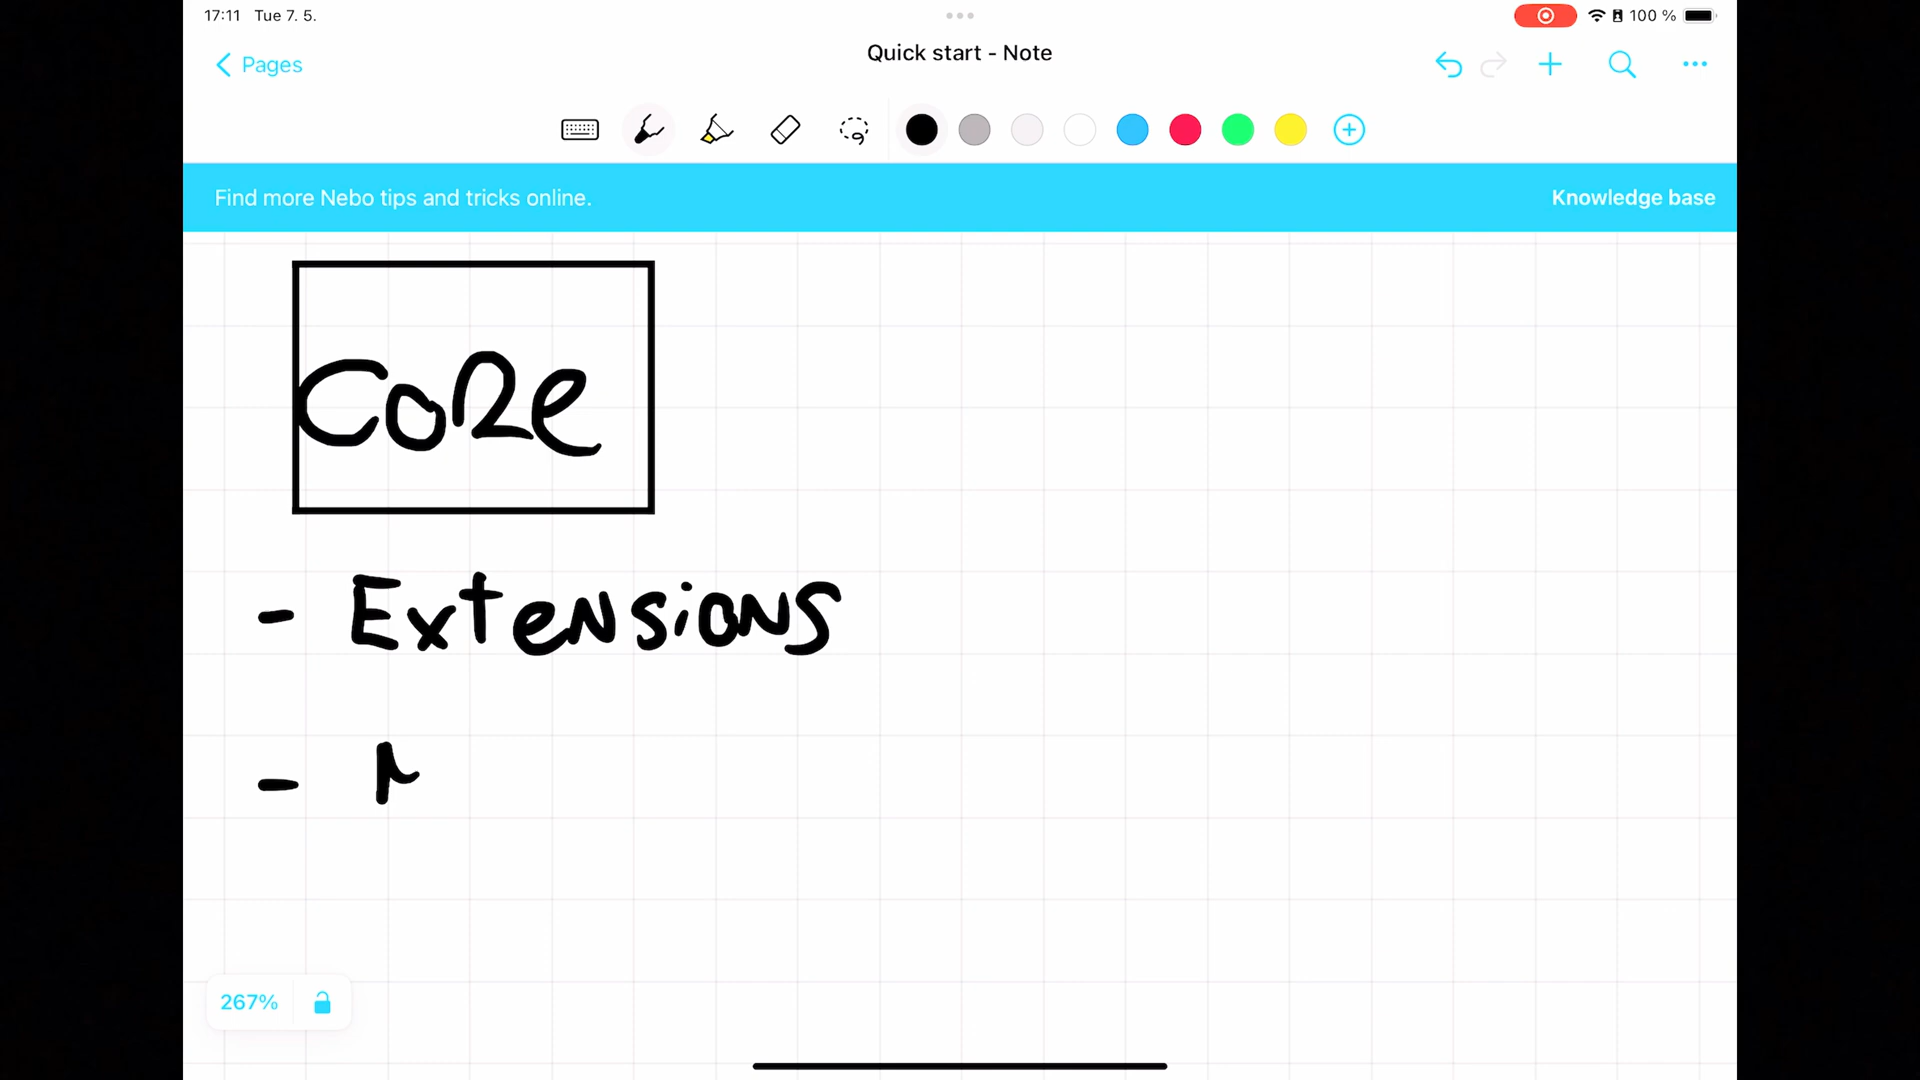 17:11 Tue 7. 5. 100 %
Pages
Quick start - Note
Find more Nebo tips and tricks online. Knowledge base
CoRe
- Extensions
-
267%